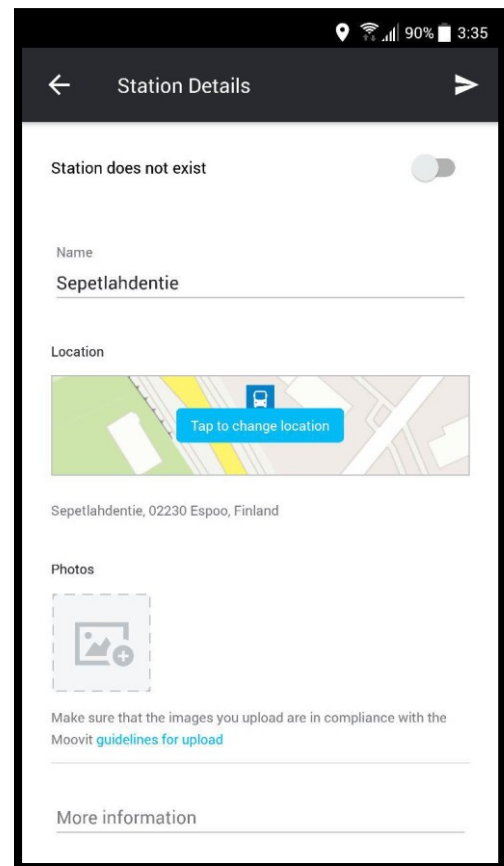 90% 3:35
Station Details
Station does not exist
Name
Sepetlahdentie
Location
Tap to change location
Sepetlahdentie, 02230 Espoo, Finland
Photos
Make sure that the images you upload are in compliance with the
Moovit guidelines for upload
More information